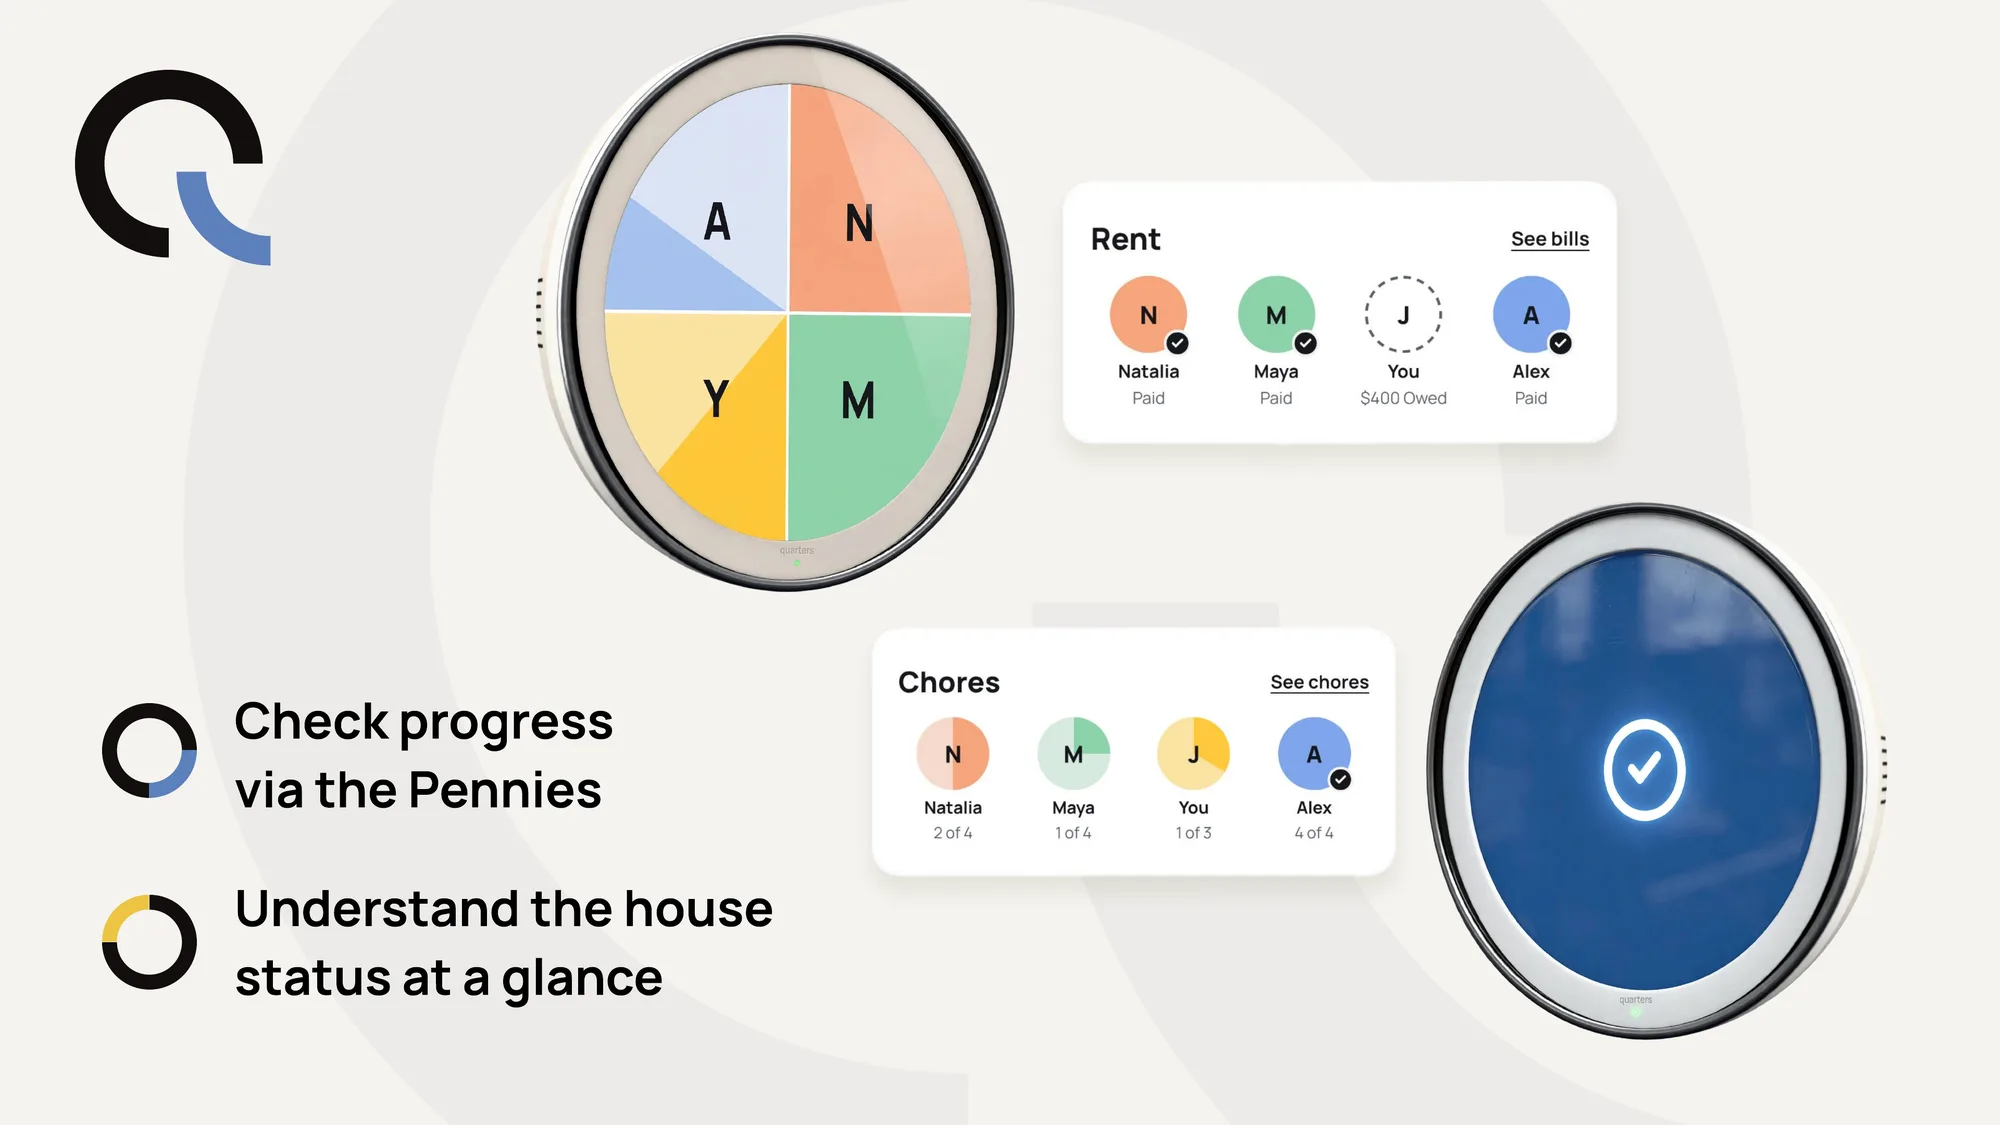 A
N
Y
M
quarters
Rent
See bills
N
M
J
A
Natalia
Maya
You
Alex
Paid
Paid
$400 Owed
Paid
Chores
See chores
N
M
J
A
Natalia
Maya
You
Alex
2 of 4
1 of 4
1 of 3
4 of 4
quarters
Check progress
via the Pennies
Understand the house
status at a glance